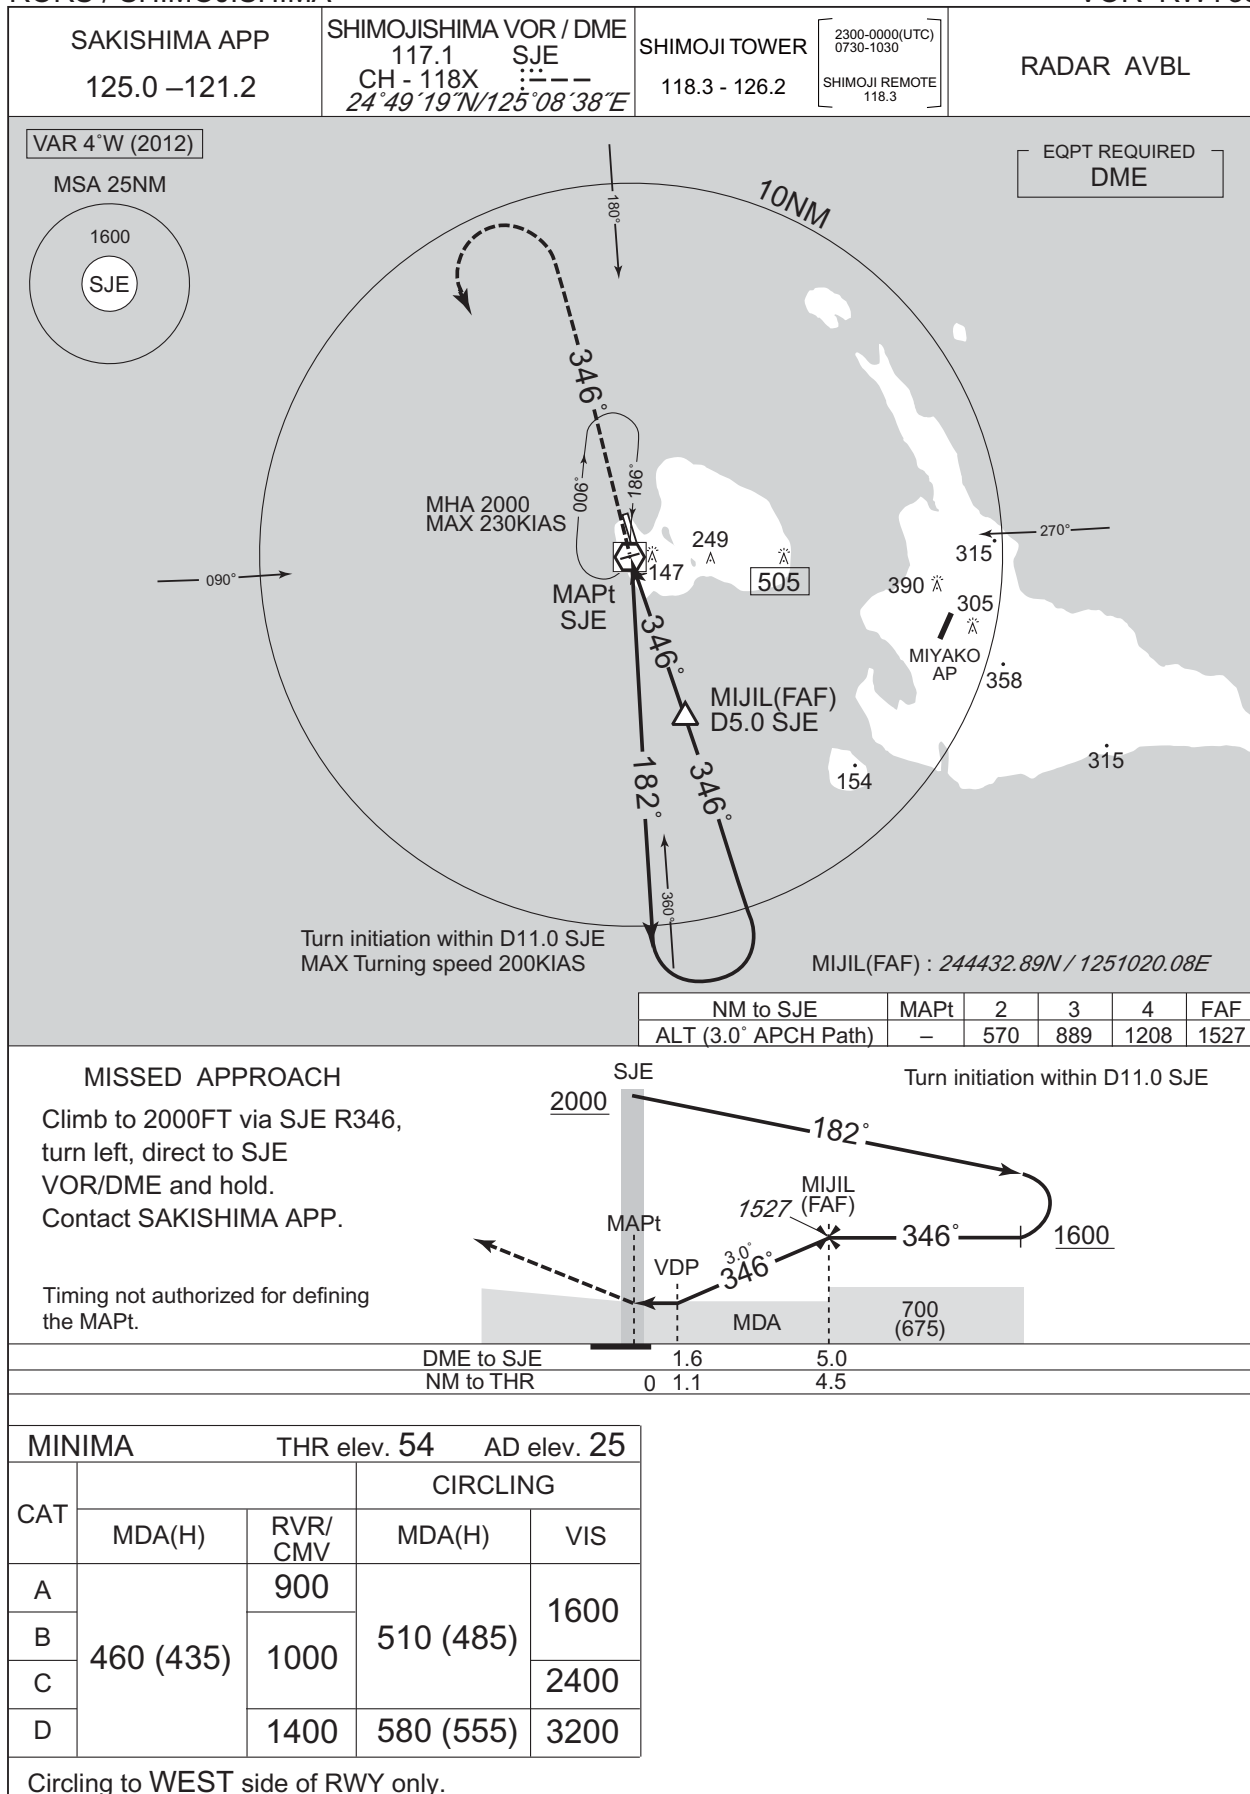 SAKISHIMA APP
125.0 –121.2
SHIMOJISHIMA VOR / DME
117.1 SJE
CH - 118X
24°49´19˝N/125°08´38˝E
SHIMOJI TOWER
118.3 - 126.2
2300-0000(UTC)
0730-1030
SHIMOJI REMOTE
118.3
RADAR AVBL
VAR 4°W (2012)
MSA 25NM
1600
SJE
EQPT REQUIRED
DME
10NM
180°
346°
006°
186°
MHA 2000
MAX 230KIAS
090°
270°
249
147
505
315
390
305
MIYAKO
AP
358
315
154
MAPt
SJE
346°
MIJIL(FAF)
D5.0 SJE
182°
346°
360°
Turn initiation within D11.0 SJE
MAX Turning speed 200KIAS
MIJIL(FAF) : 244432.89N / 1251020.08E
NM to SJE MAPt 2 3 4 FAF
ALT (3.0° APCH Path) – 570 889 1208 1527
MISSED APPROACH
Climb to 2000FT via SJE R346,
turn left, direct to SJE
VOR/DME and hold.
Contact SAKISHIMA APP.
Timing not authorized for defining
the MAPt.
SJE
Turn initiation within D11.0 SJE
2000
182°
MIJIL
(FAF)
1527
MAPt
346°
1600
VDP
3.0°
346°
MDA
700
(675)
DME to SJE 1.6 5.0
NM to THR 0 1.1 4.5
MINIMA THR elev. 54 AD elev. 25
CAT
CIRCLING
MDA(H) RVR/
CMV
MDA(H) VIS
A 900
1600
B
460 (435) 1000 510 (485)
C 2400
D 1400 580 (555) 3200
Circling to WEST side of RWY only.